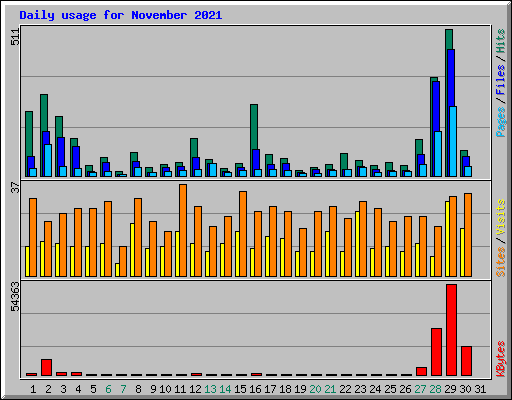 Daily usage for November 2021
511
37
54363
Pages / Files / Hits
Sites / Visits
KBytes
1 2 3 4 5 6 7 8 9 10 11 12 13 14 15 16 17 18 19 20 21 22 23 24 25 26 27 28 29 30 31